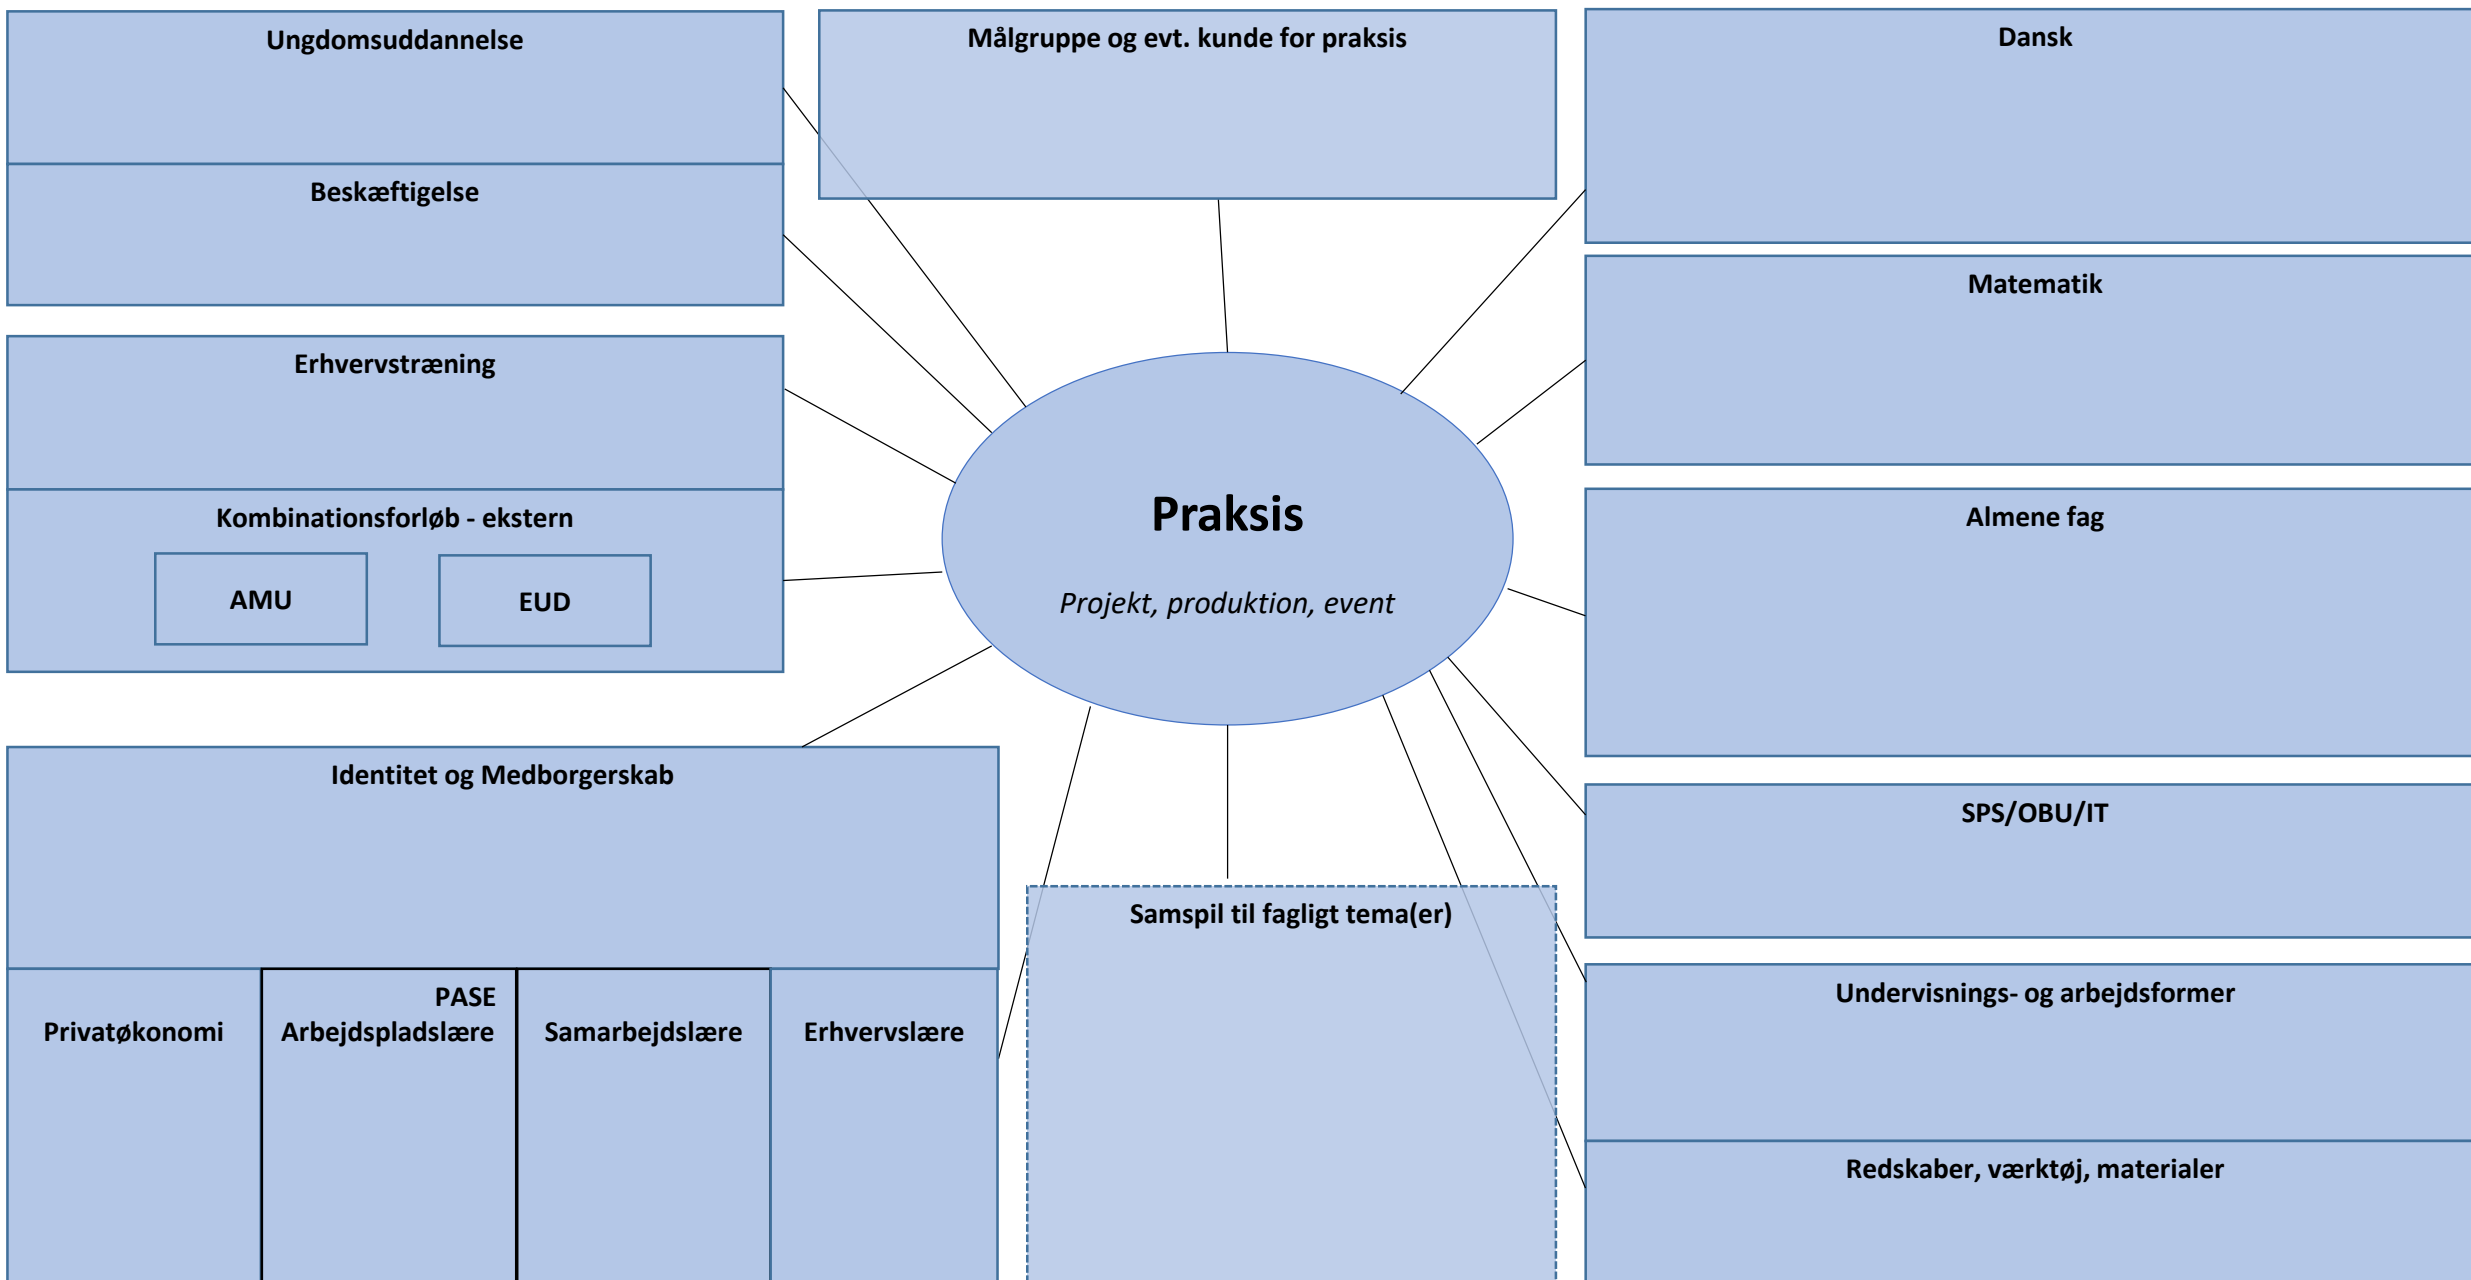 Ungdomsuddannelse
Beskæftigelse
Erhvervstræning
Kombinationsforløb - ekstern
AMU
EUD
Målgruppe og evt. kunde for praksis
Dansk
Matematik
Almene fag
Praksis
Projekt, produktion, event
SPS/OBU/IT
Identitet og Medborgerskab
PASE
Privatøkonomi
Arbejdspladslære
Samarbejdslære
Erhvervslære
Samspil til fagligt tema(er)
Undervisnings- og arbejdsformer
Redskaber, værktøj, materialer